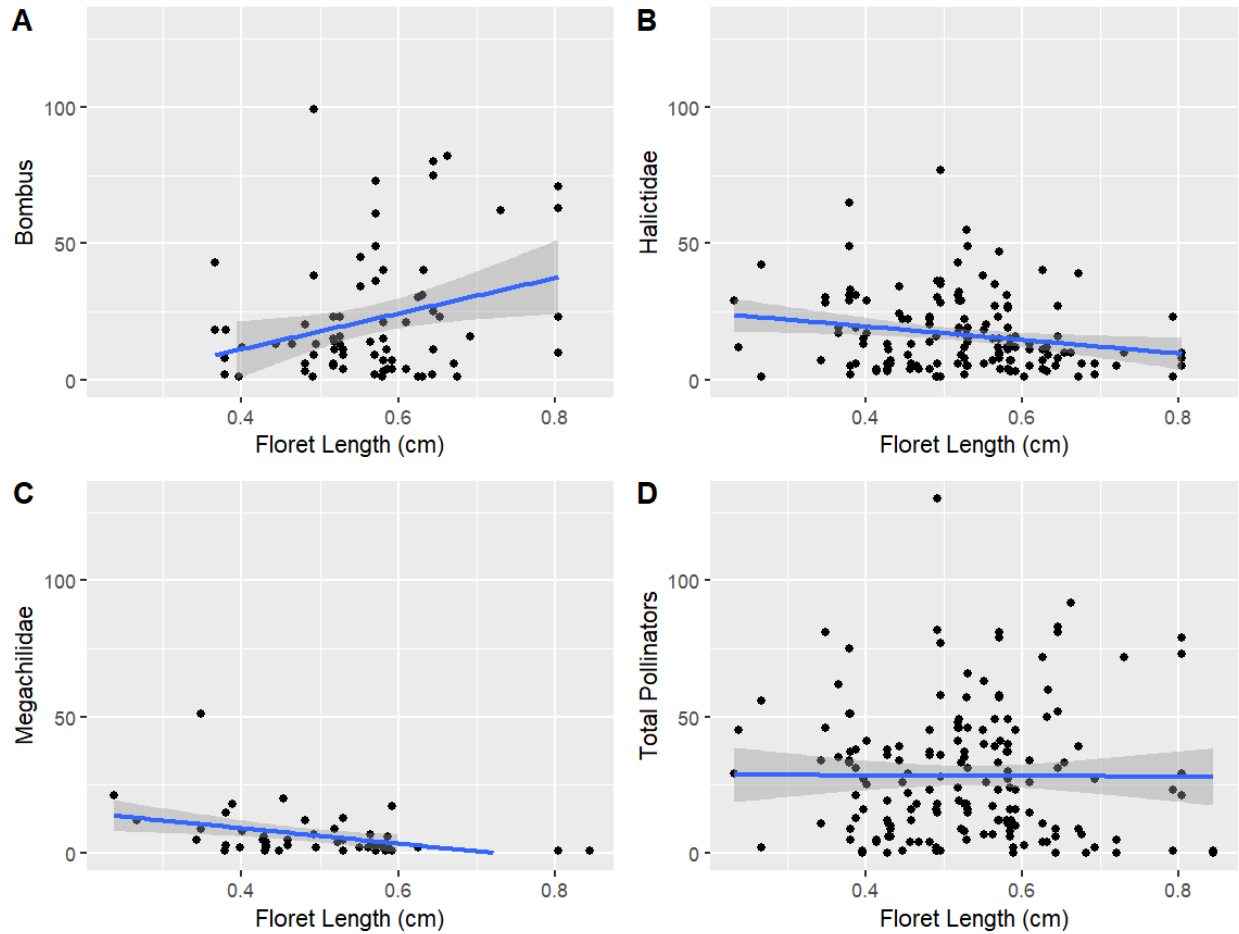 A
B
100
50
0
Bombus
0.4 0.6 0.8
Floret Length (cm)
100
50
0
Halictidae
0.4 0.6 0.8
Floret Length (cm)
C
D
100
50
0
Megachilidae
0.4 0.6 0.8
Floret Length (cm)
100
50
0
Total Pollinators
0.4 0.6 0.8
Floret Length (cm)